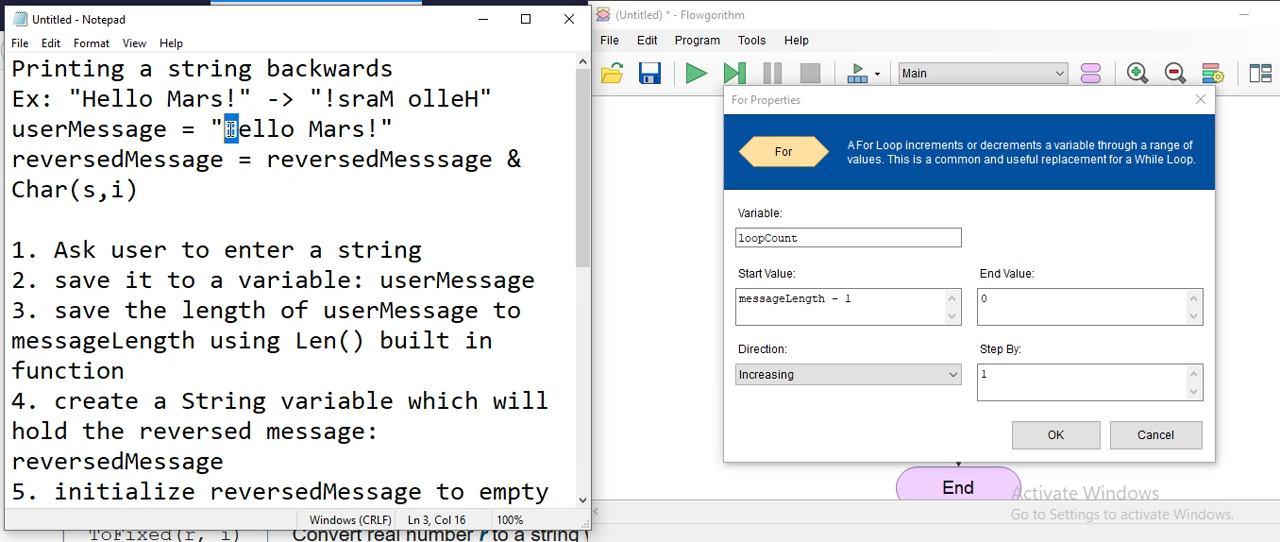 Untitled - Notepad
File Edit Format View Help
Printing a string backwards
Ex: "Hello Mars!" -> "!sraM olleH"
userMessage = "Hello Mars!"
reversedMessage = reversedMesssage &
Char(s,i)
1. Ask user to enter a string
2. save it to a variable: userMessage
3. save the length of userMessage to
messageLength using Len() built in
function
4. create a String variable which will
hold the reversed message:
reversedMessage
5. initialize reversedMessage to empty
Windows (CRLF) Ln 3, Col 16 100%
ToFixed(r, i) Convert real number r to a string
(Untitled) * - Flowgorithm
File Edit Program Tools Help
Main
For Properties
For
A For Loop increments or decrements a variable through a range of
values. This is a common and useful replacement for a While Loop.
Variable:
loopCount
Start Value: End Value:
messageLength - 1 0
Direction: Step By:
Increasing 1
OK Cancel
End
Activate Windows
Go to Settings to activate Windows.